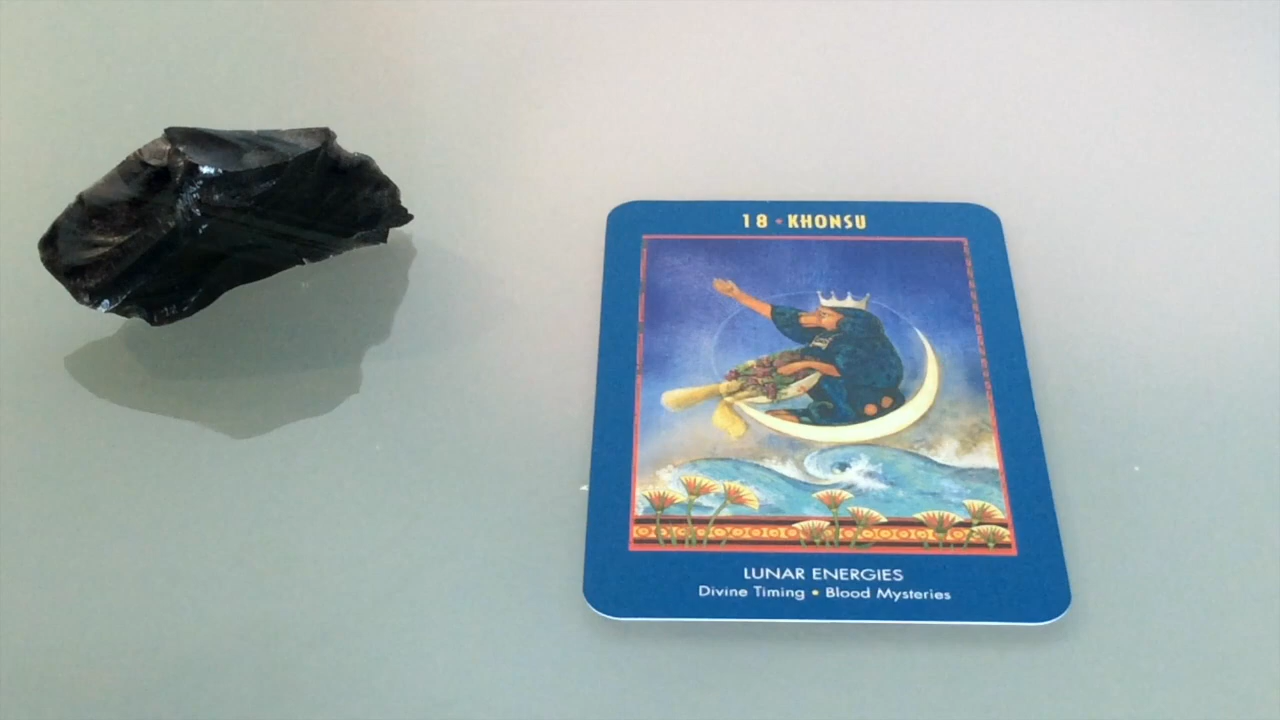 18 • KHONSU
LUNAR ENERGIES
Divine Timing • Blood Mysteries